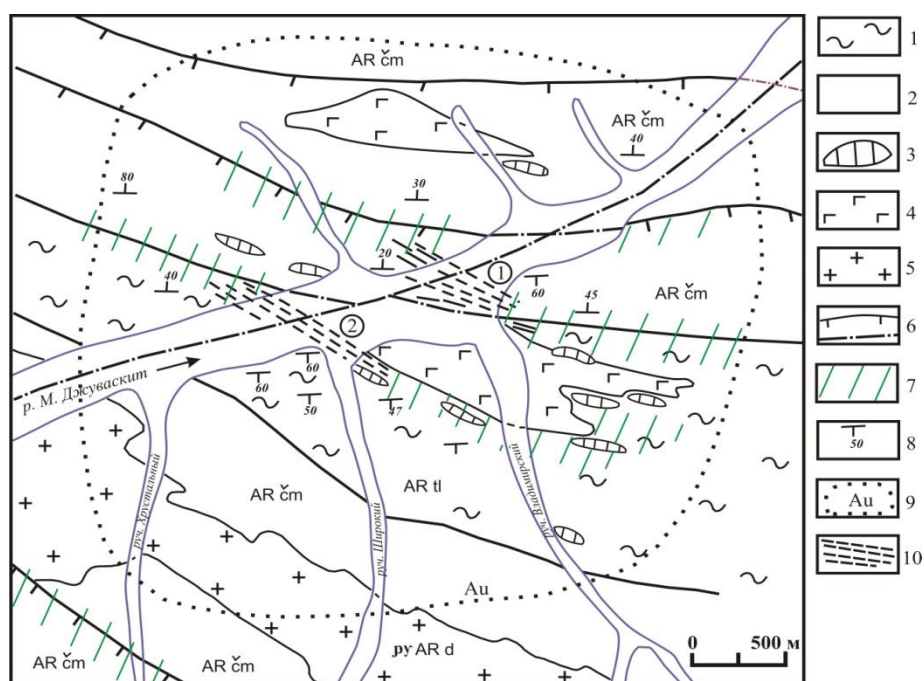 AR čm
1
2
AR čm
40
3
80
30
4
20
1
5
40
60
45
AR čm
6
2
р. М. Джуваскит
60
60
7
50
47
8
50
руч. Хрустальный
руч. Широкий
руч. Владимирский
AR čm
AR tl
9
Au
Au
10
AR čm
AR čm
ру AR d
0 500 м